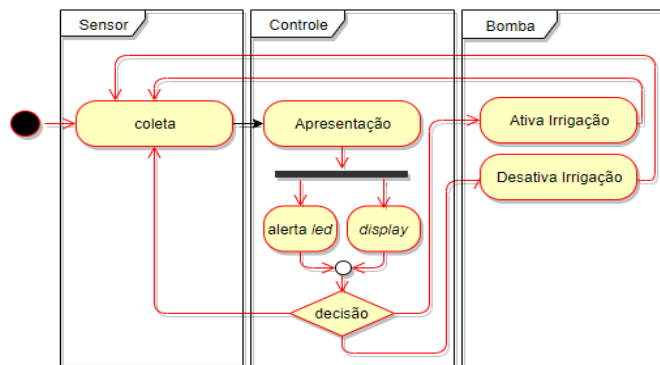 Sensor
Controle
Bomba
coleta
Apresentação
Ativa Irrigação
Desativa Irrigação
alerta led
display
decisão